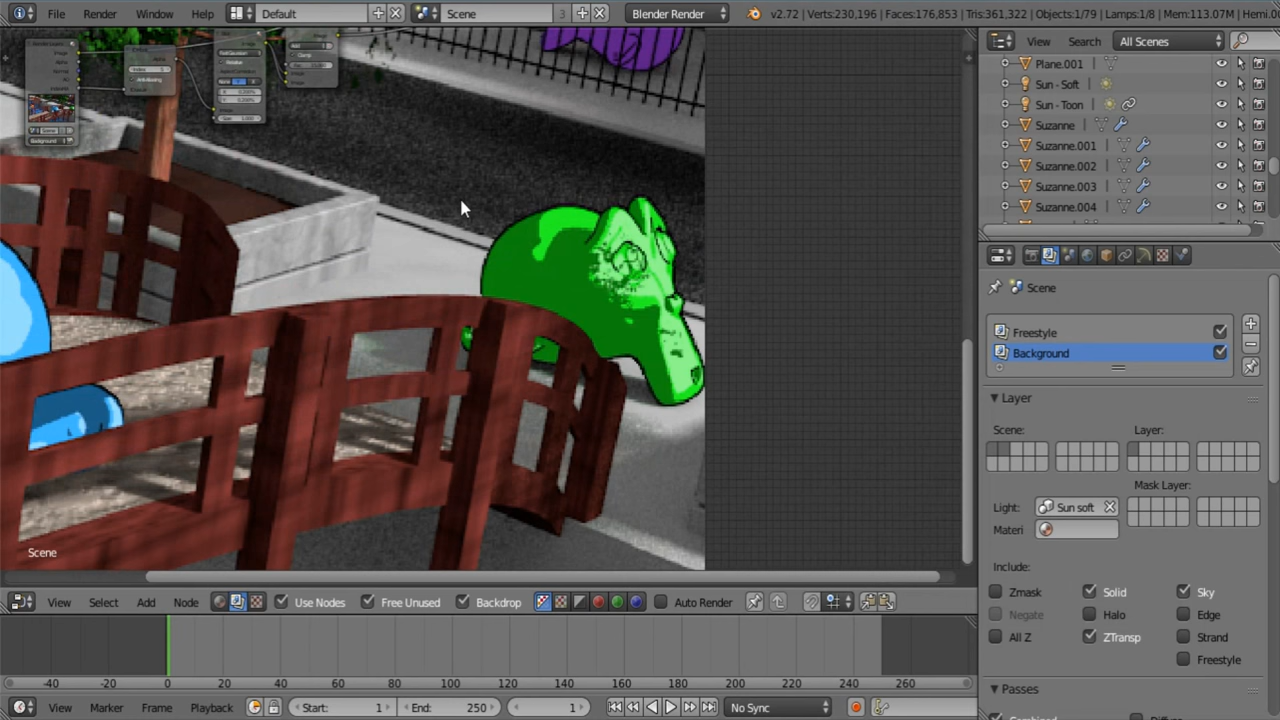 File Render Window Help Default Scene 3 Blender Render v2.72 | Verts:230,196 | Faces:176,853 | Tris:361,322 | Objects:1/79 | Lamps:1/8 | Mem:113.07M | Hemi.0
View Search All Scenes
Plane.001
Sun - Soft
Sun - Toon
Suzanne
Suzanne.001
Suzanne.002
Suzanne.003
Suzanne.004
Scene
Freestyle
Background
Layer
Scene: Layer:
Mask Layer:
Light: Sun soft
Materi
Include:
Zmask Solid Sky
Negate Halo Edge
All Z ZTransp Strand
Freestyle
Passes
Scene
View Select Add Node Use Nodes Free Unused Backdrop Auto Render
-40 -20 0 20 40 60 80 100 120 140 160 180 200 220 240 260
View Marker Frame Playback Start: 1 End: 250 1 No Sync